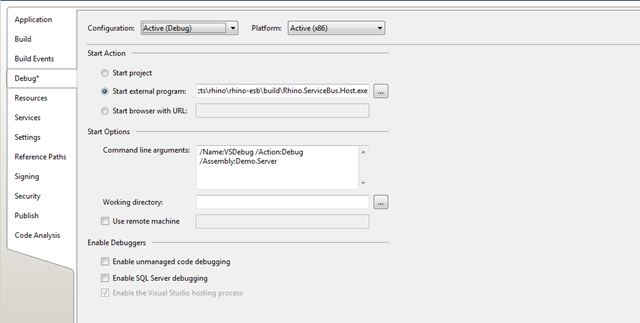 Application
Build
Build Events
Debug*
Resources
Services
Settings
Reference Paths
Signing
Security
Publish
Code Analysis
Configuration: Active (Debug) Platform: Active (x86)
Start Action
Start project
Start external program: cts\rhino\rhino-esb\build\Rhino.ServiceBus.Host.exe ...
Start browser with URL:
Start Options
Command line arguments: /Name:VSDebug /Action:Debug
/Assembly:Demo.Server
Working directory: ...
Use remote machine
Enable Debuggers
Enable unmanaged code debugging
Enable SQL Server debugging
Enable the Visual Studio hosting process